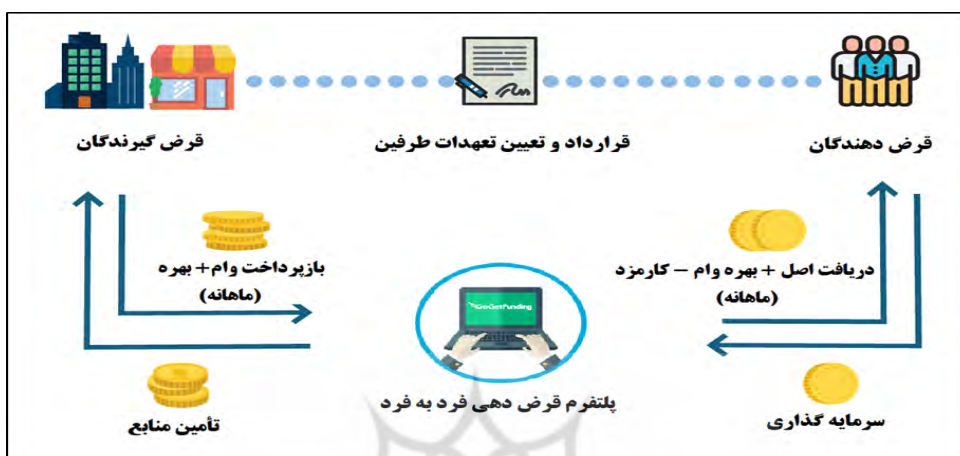 قرض گیرندگان
قرارداد و تعیین تعهدات طرفین
قرض دهندگان
بازپرداخت وام+ بهره
(ماهانه)
دریافت اصل + بهره وام – کارمزد
(ماهانه)
GoGetFunding
پلتفرم قرض دهی فرد به فرد
تأمین منابع
سرمایه گذاری